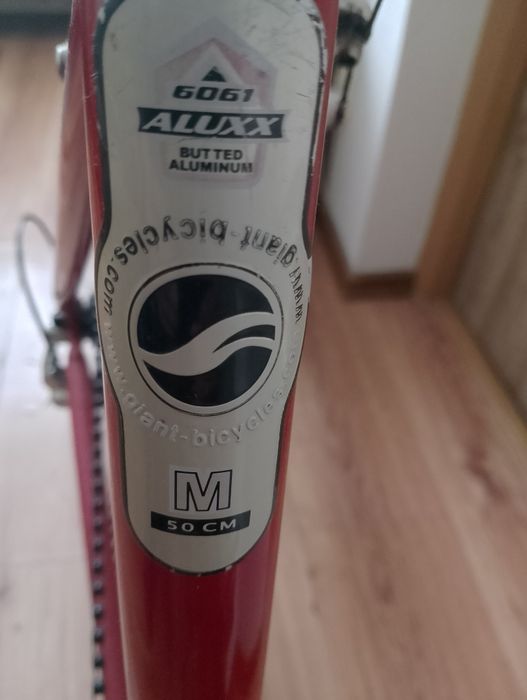 6061
ALUXX
BUTTED
ALUMINUM
www.giant-bicycles.com
www.giant-bicycles.com
M
50 CM